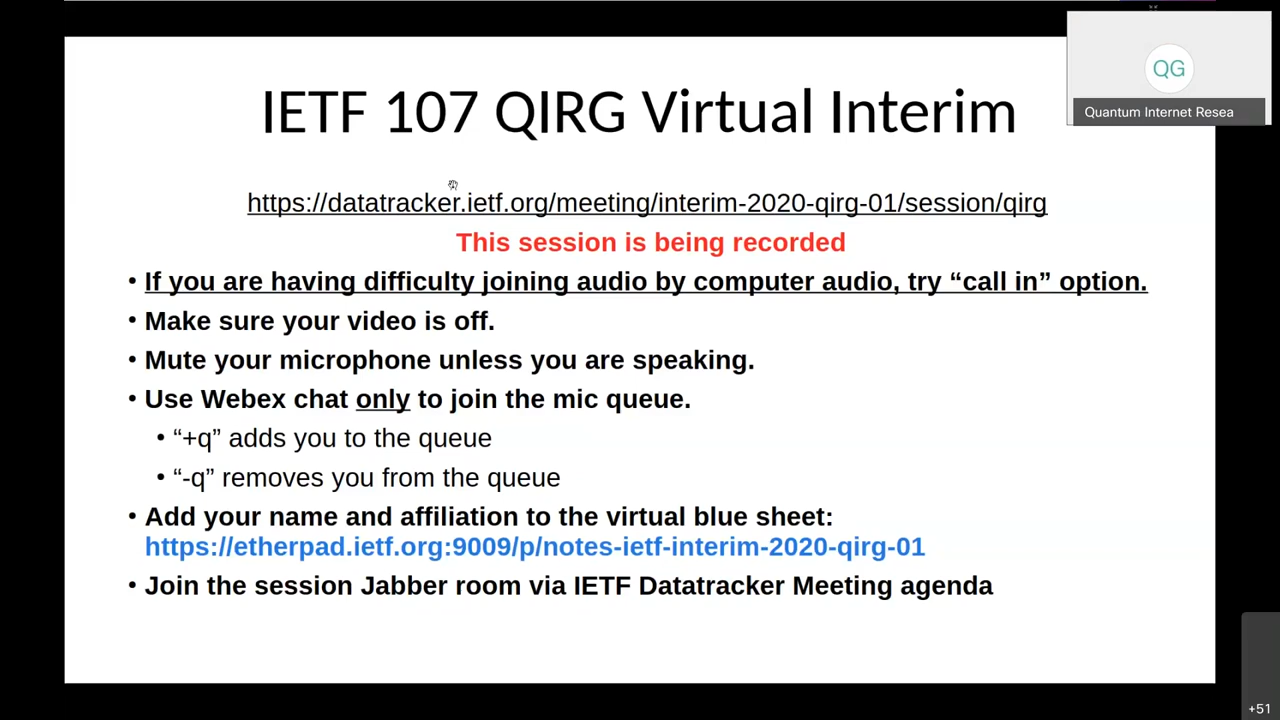 IETF 107 QIRG Virtual Interim
QG
Quantum Internet Resea
https://datatracker.ietf.org/meeting/interim-2020-qirg-01/session/qirg
This session is being recorded
• If you are having difficulty joining audio by computer audio, try “call in” option.
• Make sure your video is off.
• Mute your microphone unless you are speaking.
• Use Webex chat only to join the mic queue.
• “+q” adds you to the queue
• “-q” removes you from the queue
• Add your name and affiliation to the virtual blue sheet:
https://etherpad.ietf.org:9009/p/notes-ietf-interim-2020-qirg-01
• Join the session Jabber room via IETF Datatracker Meeting agenda
+51